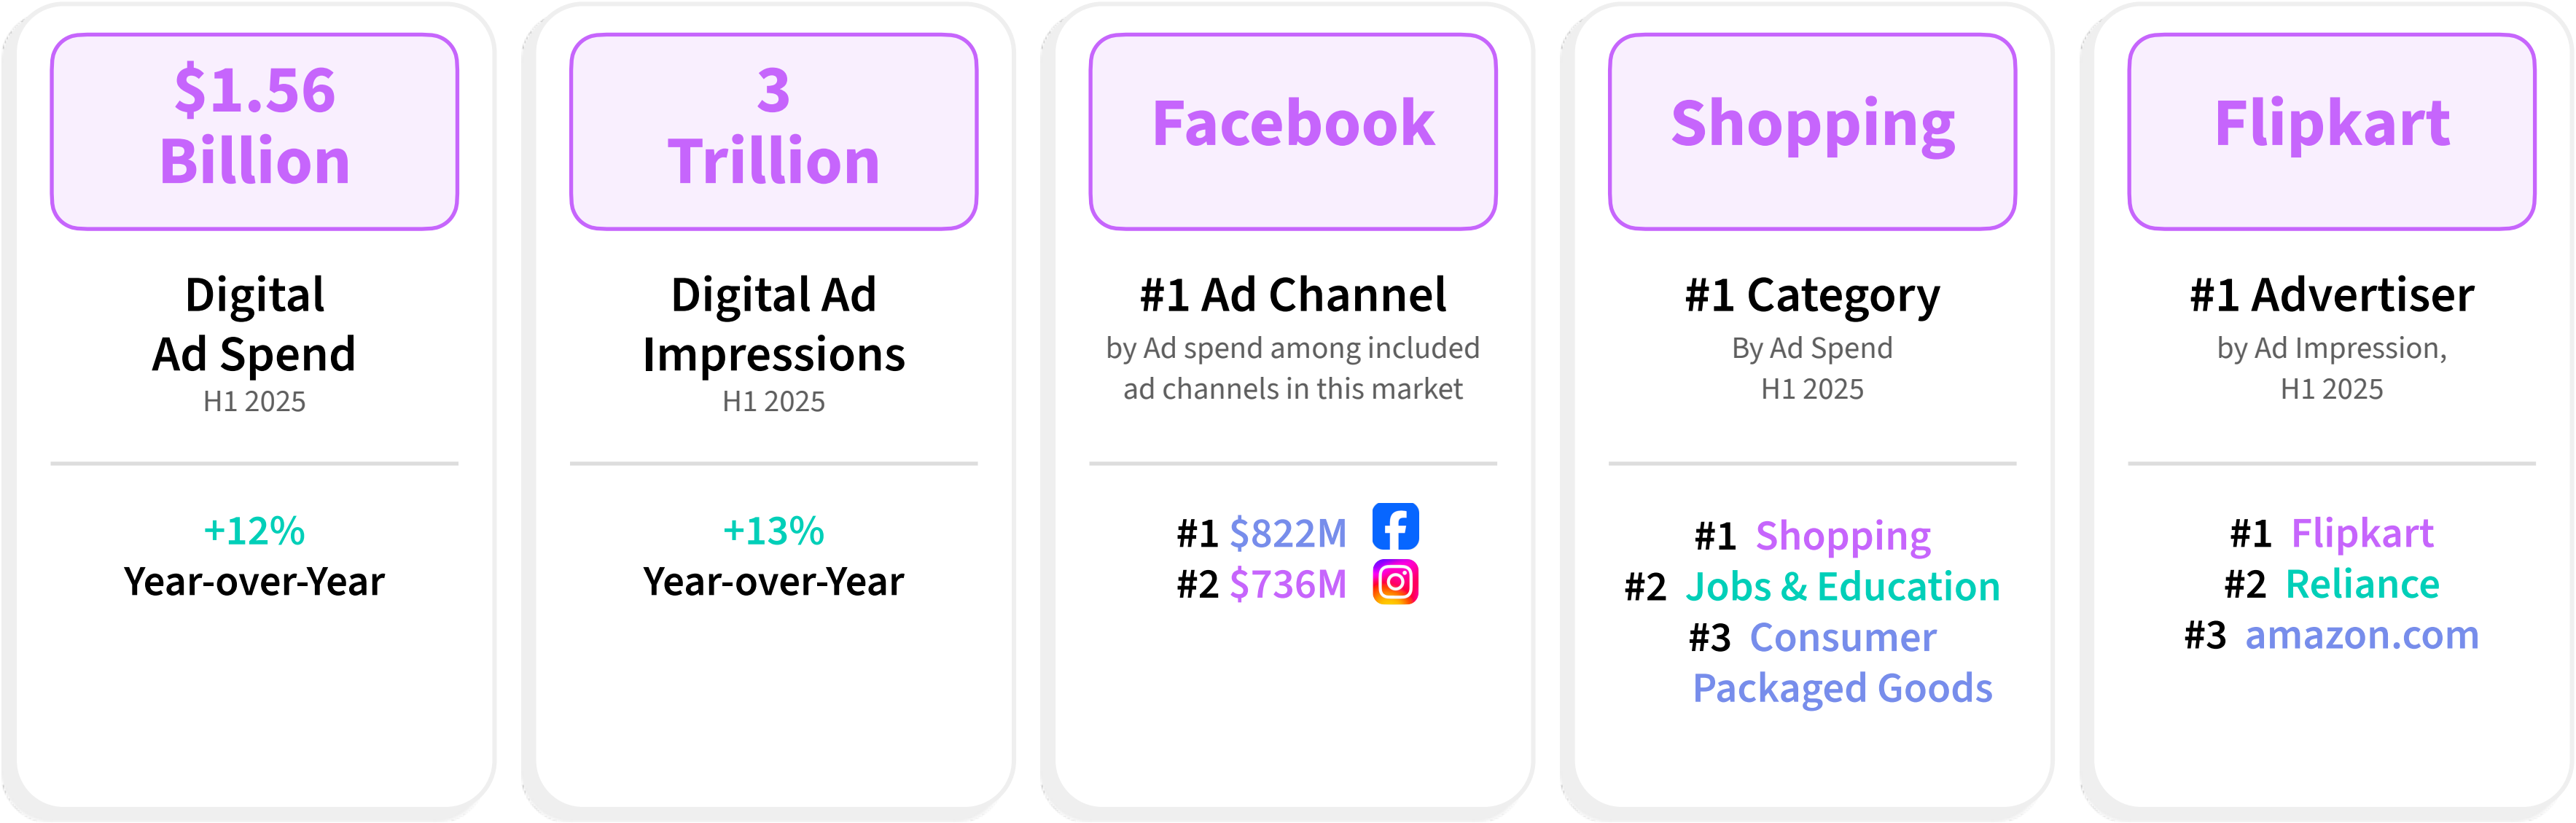 $1.56
Billion
Digital
Ad Spend
H1 2025
+12%
Year-over-Year
3
Trillion
Digital Ad
Impressions
H1 2025
+13%
Year-over-Year
Facebook
#1 Ad Channel
by Ad spend among included
ad channels in this market
#1 $822M
#2 $736M
Shopping
#1 Category
By Ad Spend
H1 2025
#1 Shopping
#2 Jobs & Education
#3 Consumer
Packaged Goods
Flipkart
#1 Advertiser
by Ad Impression,
H1 2025
#1 Flipkart
#2 Reliance
#3 amazon.com